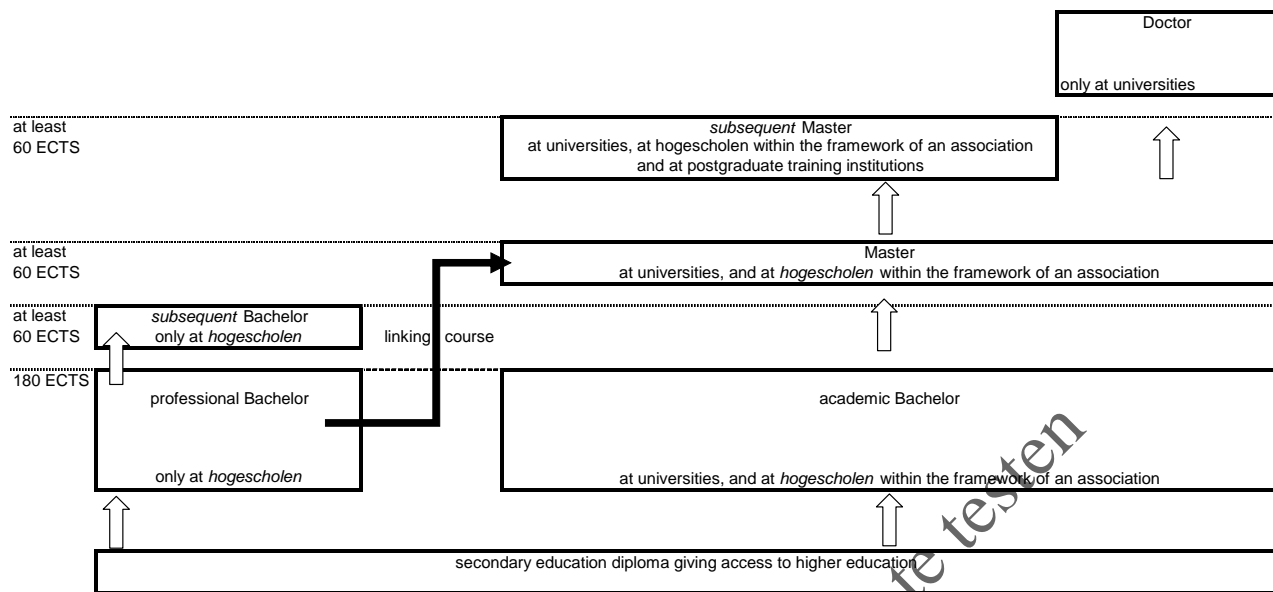 Doctor
only at universities
at least
60 ECTS
subsequent Master
at universities, at hogescholen within the framework of an association
and at postgraduate training institutions
at least
60 ECTS
Master
at universities, and at hogescholen within the framework of an association
at least
60 ECTS
subsequent Bachelor
only at hogescholen
linking course
180 ECTS
professional Bachelor
only at hogescholen
academic Bachelor
at universities, and at hogescholen within the framework of an association
secondary education diploma giving access to higher education
te testen